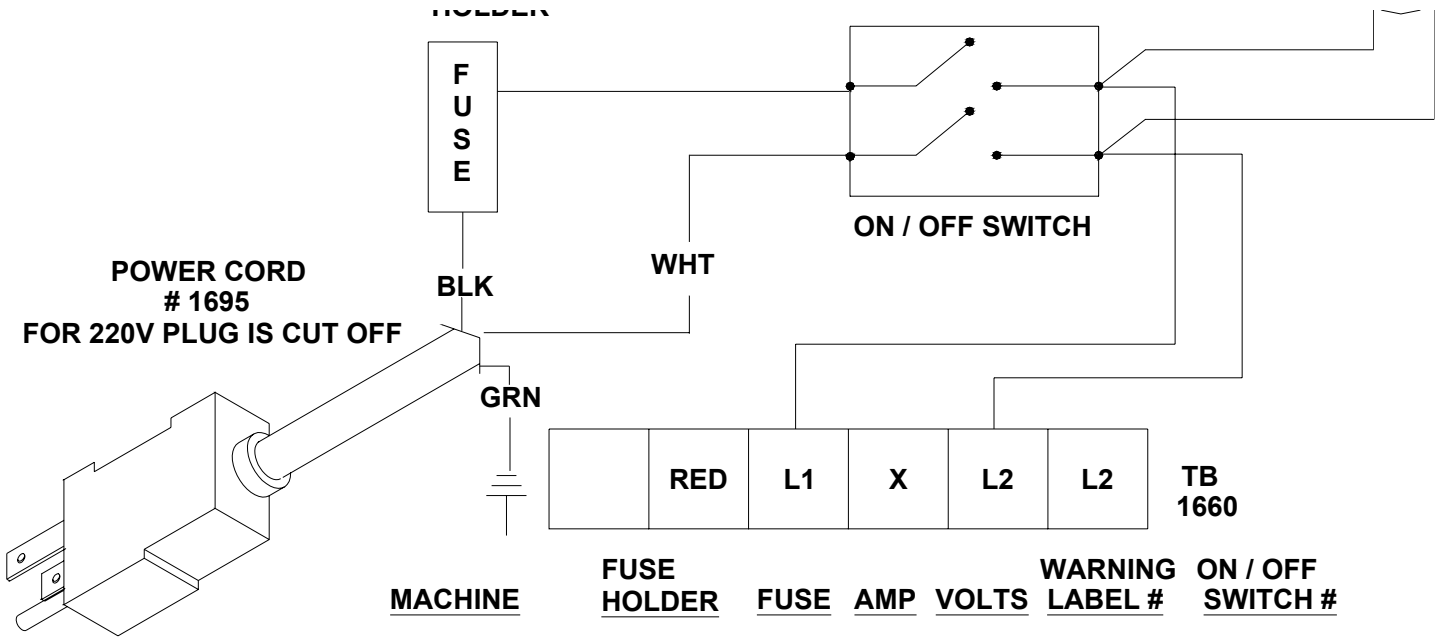 HOLDER
F
U
S
E
ON / OFF SWITCH
WHT
POWER CORD
# 1695
FOR 220V PLUG IS CUT OFF
BLK
GRN
RED L1 X L2 L2
TB
1660
MACHINE
FUSE
HOLDER
FUSE
AMP
VOLTS
WARNING
LABEL #
ON / OFF
SWITCH #